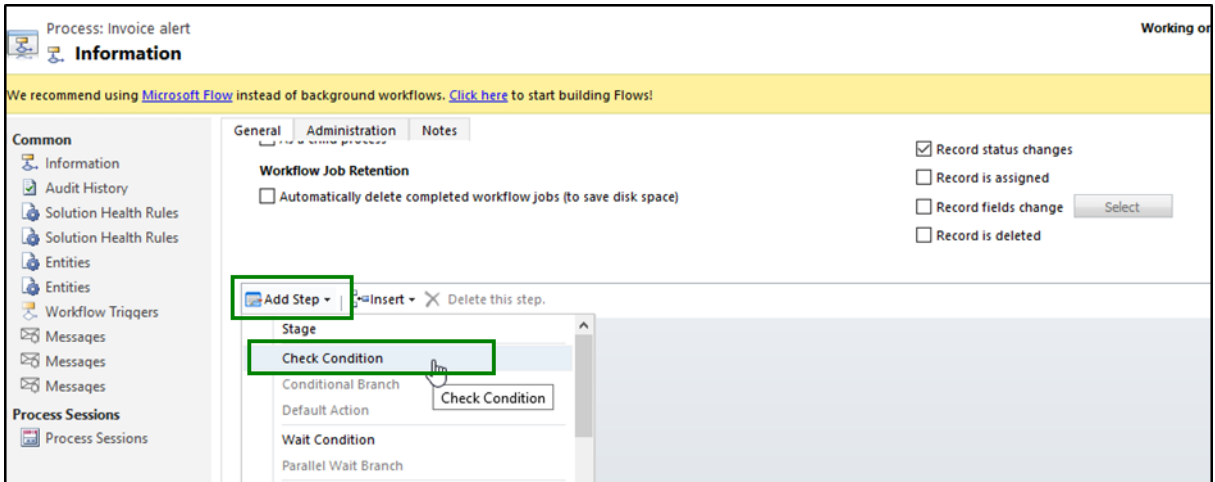 Process: Invoice alert
Information
Working on
We recommend using Microsoft Flow instead of background workflows. Click here to start building Flows!
Common
Information
Audit History
Solution Health Rules
Solution Health Rules
Entities
Entities
Workflow Triggers
Messages
Messages
Messages
Process Sessions
Process Sessions
General
Administration
Notes
As a child process
Workflow Job Retention
Automatically delete completed workflow jobs (to save disk space)
Record status changes
Record is assigned
Record fields change
Select
Record is deleted
Add Step
Insert
Delete this step.
Stage
Check Condition
Conditional Branch
Check Condition
Default Action
Wait Condition
Parallel Wait Branch